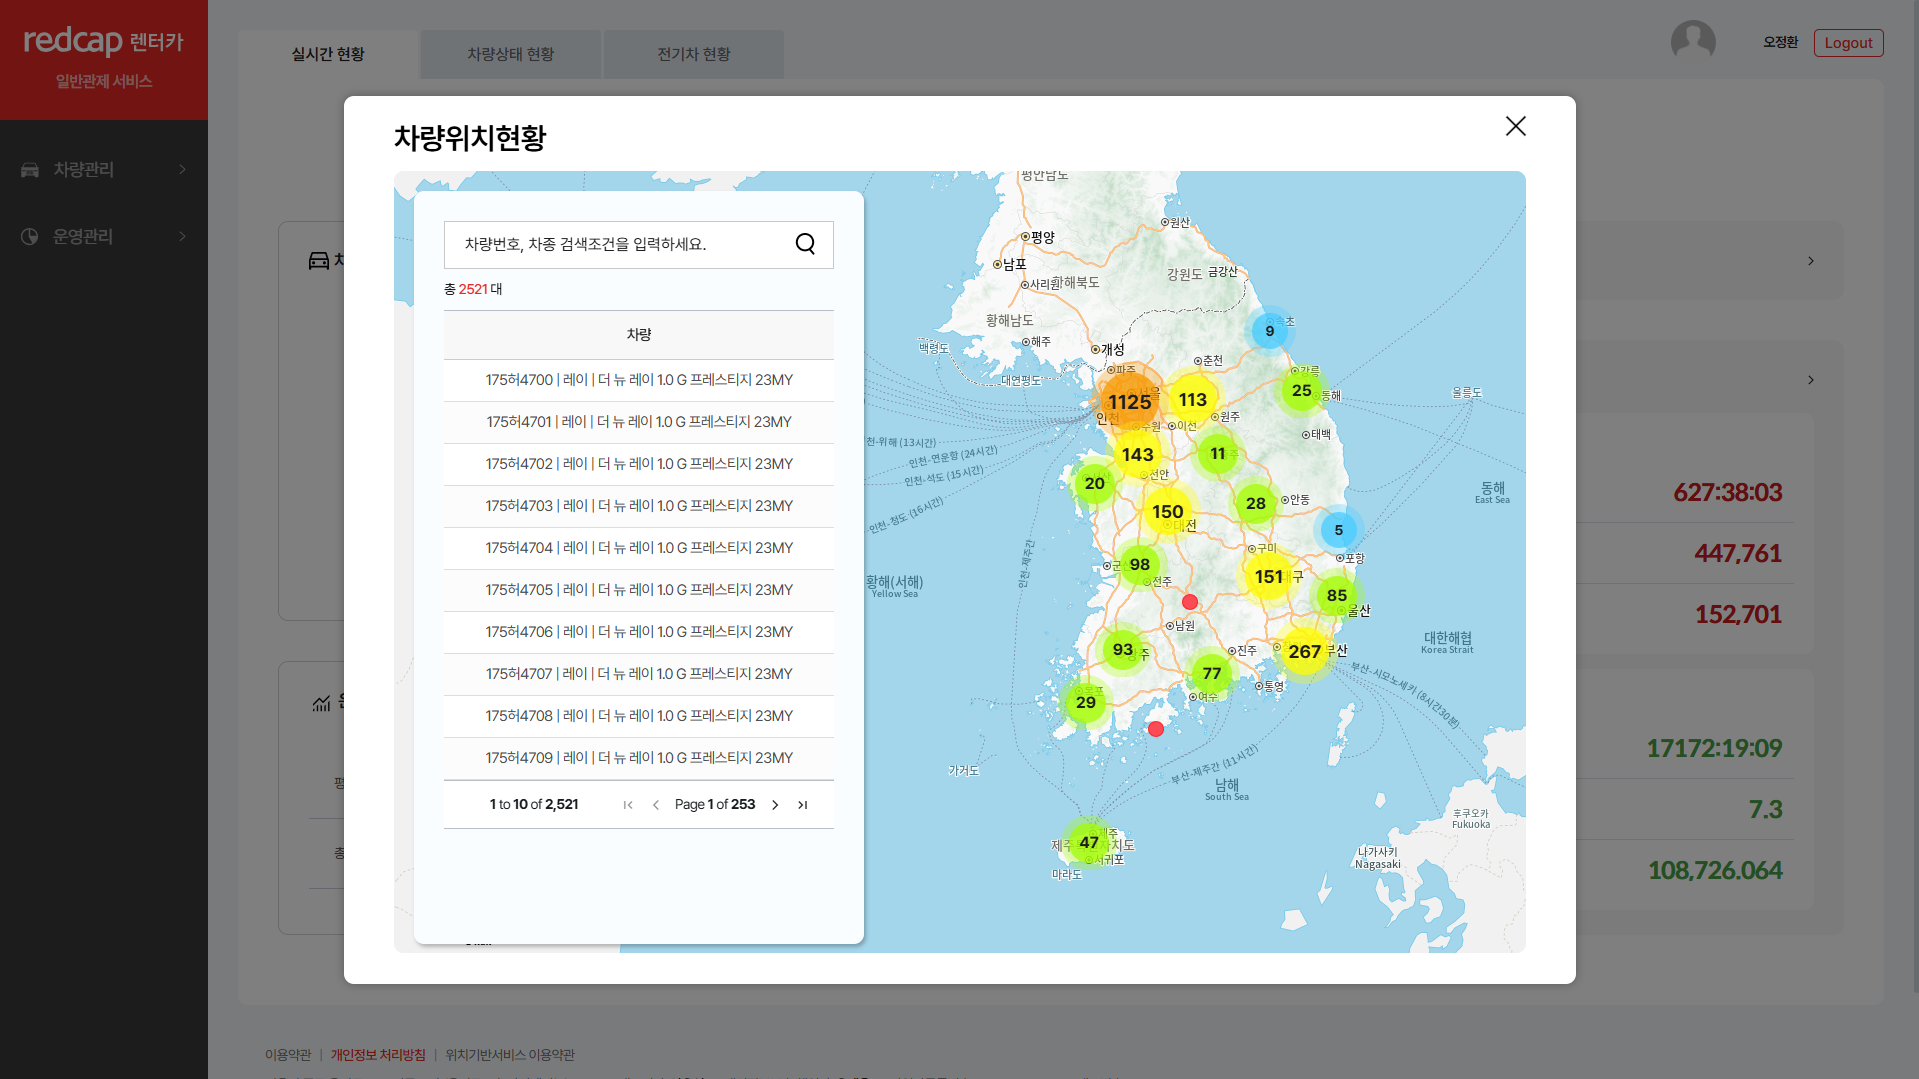 redcap 렌터카
일반관제 서비스
차량관리
운영관리
실시간 현황
차량상태 현황
전기차 현황
오정환
Logout
차량위치현황
차량번호, 차종 검색조건을 입력하세요.
총 2521 대
차량
175허4700 | 레이 | 더 뉴 레이 1.0 G 프레스티지 23MY
175허4701 | 레이 | 더 뉴 레이 1.0 G 프레스티지 23MY
175허4702 | 레이 | 더 뉴 레이 1.0 G 프레스티지 23MY
175허4703 | 레이 | 더 뉴 레이 1.0 G 프레스티지 23MY
175허4704 | 레이 | 더 뉴 레이 1.0 G 프레스티지 23MY
175허4705 | 레이 | 더 뉴 레이 1.0 G 프레스티지 23MY
175허4706 | 레이 | 더 뉴 레이 1.0 G 프레스티지 23MY
175허4707 | 레이 | 더 뉴 레이 1.0 G 프레스티지 23MY
175허4708 | 레이 | 더 뉴 레이 1.0 G 프레스티지 23MY
175허4709 | 레이 | 더 뉴 레이 1.0 G 프레스티지 23MY
1 to 10 of 2,521
Page 1 of 253
평안남도
원산
평양
남포
사리원
황해북도
강원도
금강산
황해남도
해주
개성
백령도
대연평도
파주
춘천
9
강릉
25
동해
울릉도
1125
인천
113
원주
수원
이선
태백
143
11
천안
20
28
안동
150
대전
5
포항
구미
98
전주
151
대구
85
울산
남원
93
진주
267
부산
77
여수
통영
29
47
제주
서귀포
마라도
가거도
인천-연운항 (24시간)
인천-석도 (15시간)
인천-청도 (16시간)
인천-제주간
황해(서해)
Yellow Sea
동해
East Sea
대한해협
Korea Strait
부산-시모노세키 (8시간30분)
부산-제주간 (11시간)
남해
South Sea
후쿠오카
Fukuoka
나가사키
Nagasaki
627:38:03
447,761
152,701
17172:19:09
7.3
108,726.064
이용약관 | 개인정보 처리방침 | 위치기반서비스 이용약관